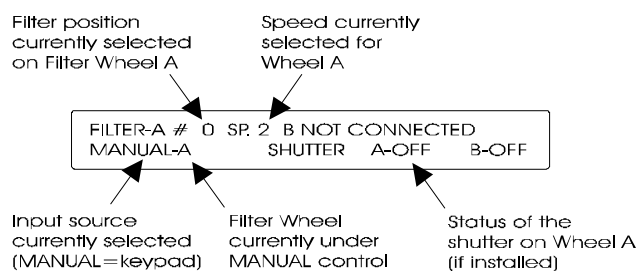 Filter position
currently selected
on Filter Wheel A
Speed currently
selected for
Wheel A
FILTER-A # 0 SP. 2 B NOT CONNECTED
MANUAL-A SHUTTER A-OFF B-OFF
Input source
currently selected
(MANUAL=keypad)
Filter Wheel
currently under
MANUAL control
Status of the
shutter on Wheel A
(if installed)